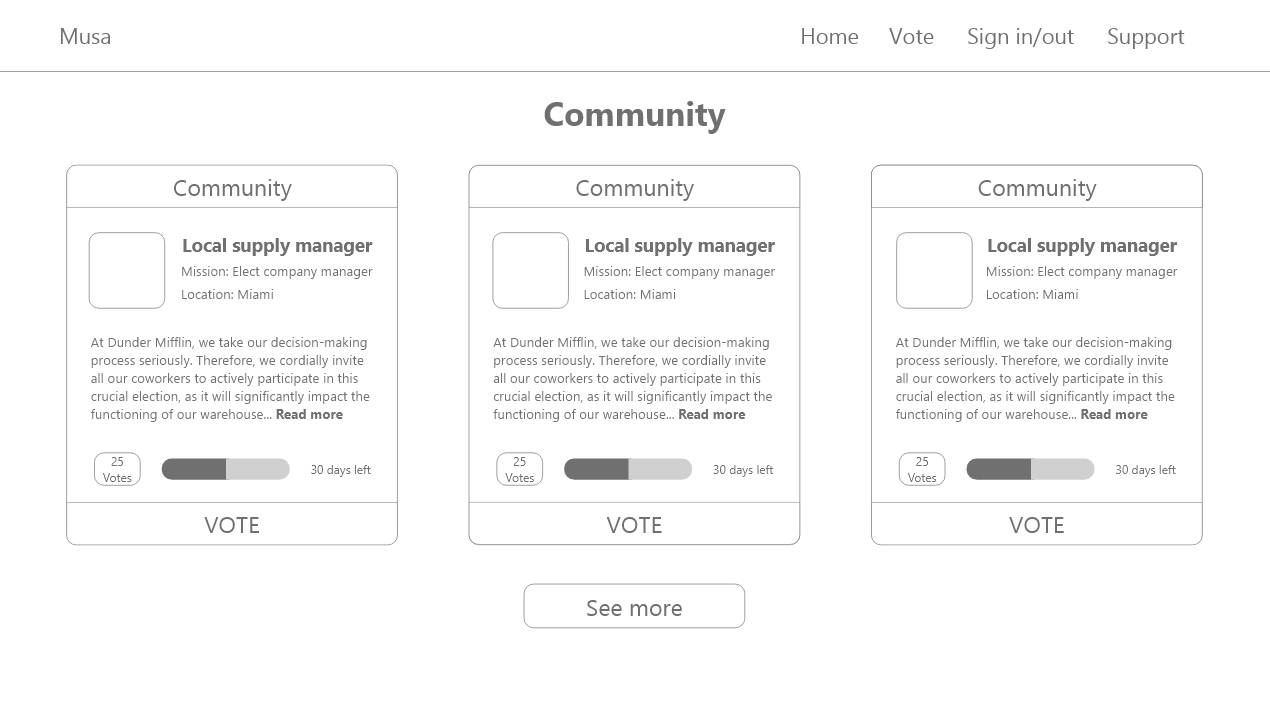 Musa Home Vote Sign in/out Support
Community
Community
Local supply manager
Mission: Elect company manager
Location: Miami
At Dunder Mifflin, we take our decision-making
process seriously. Therefore, we cordially invite
all our coworkers to actively participate in this
crucial election, as it will significantly impact the
functioning of our warehouse... Read more
25
Votes
30 days left
VOTE
Community
Local supply manager
Mission: Elect company manager
Location: Miami
At Dunder Mifflin, we take our decision-making
process seriously. Therefore, we cordially invite
all our coworkers to actively participate in this
crucial election, as it will significantly impact the
functioning of our warehouse... Read more
25
Votes
30 days left
VOTE
Community
Local supply manager
Mission: Elect company manager
Location: Miami
At Dunder Mifflin, we take our decision-making
process seriously. Therefore, we cordially invite
all our coworkers to actively participate in this
crucial election, as it will significantly impact the
functioning of our warehouse... Read more
25
Votes
30 days left
VOTE
See more